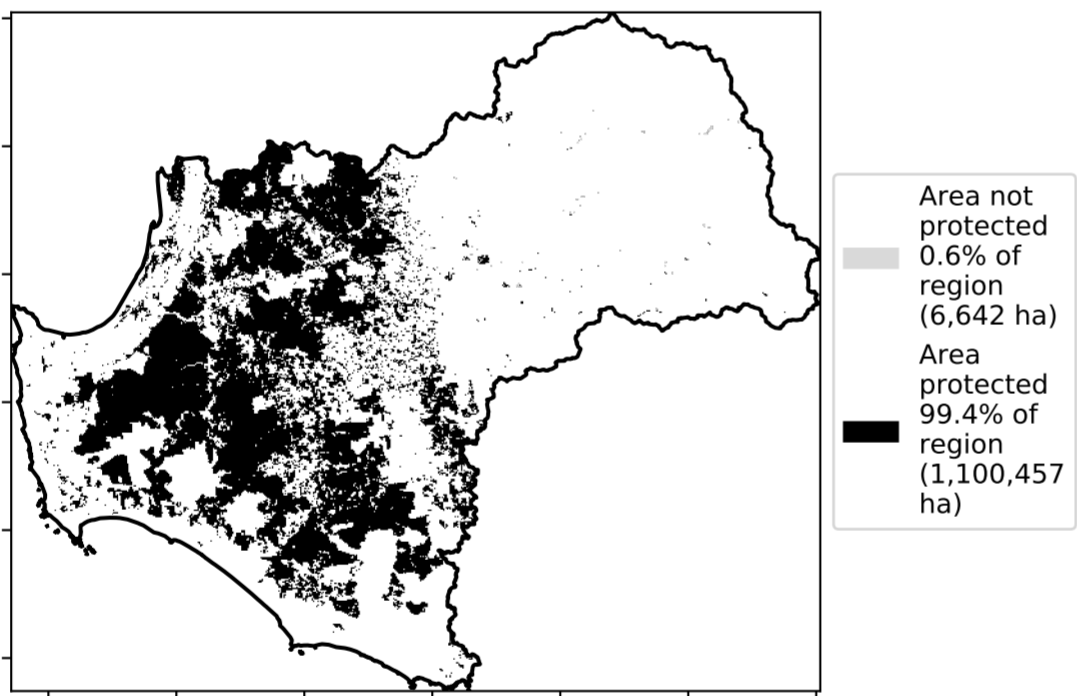 Area not
protected
0.6% of
region
(6,642 ha)
Area
protected
99.4% of
region
(1,100,457
ha)